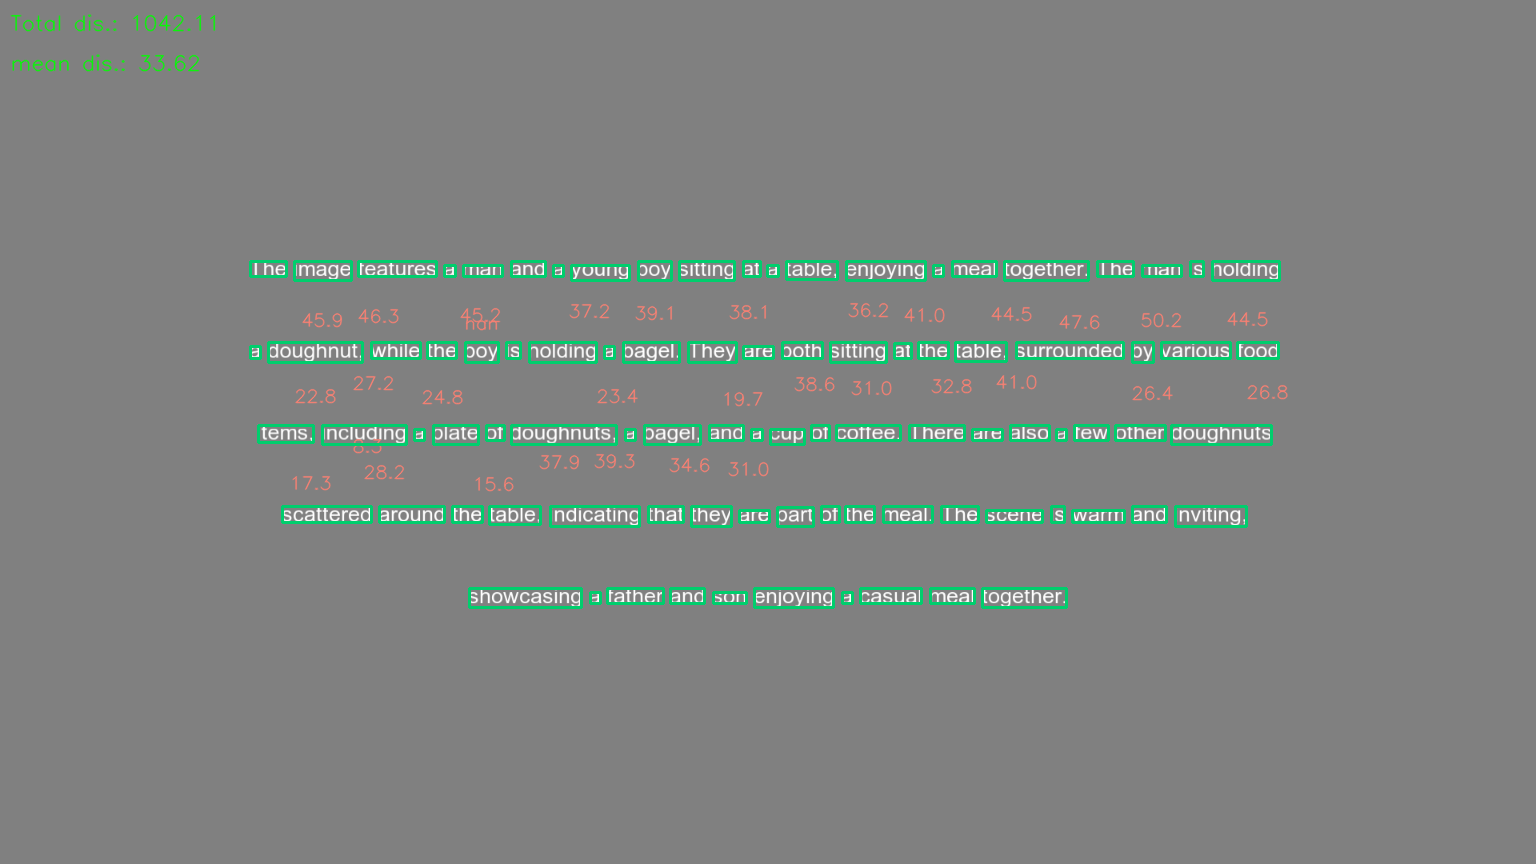 Total dis.: 1042.11
mean dis.: 33.62
The image features a man and a young boy sitting at a table, enjoying a meal together. The man is holding
45.9 46.3 45.2 37.2 39.1 38.1 36.2 41.0 44.5 47.6 50.2 44.5
nan
a doughnut, while the boy is holding a bagel. They are both sitting at the table, surrounded by various food
22.8 27.2 24.8 23.4 19.7 38.6 31.0 32.8 41.0 26.4 26.8
items, including a plate of doughnuts, a bagel, and a cup of coffee. There are also a few other doughnuts
17.3 28.2 15.6 37.9 39.3 34.6 31.0
scattered around the table, indicating that they are part of the meal. The scene is warm and inviting,
showcasing a father and son enjoying a casual meal together.